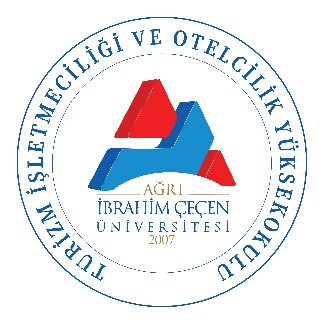 TURİZM İŞLETMECİLİĞİ VE OTELCİLİK YÜKSEKOKULU
AĞRI
İBRAHİM ÇEÇEN
ÜNİVERSİTESİ
2007